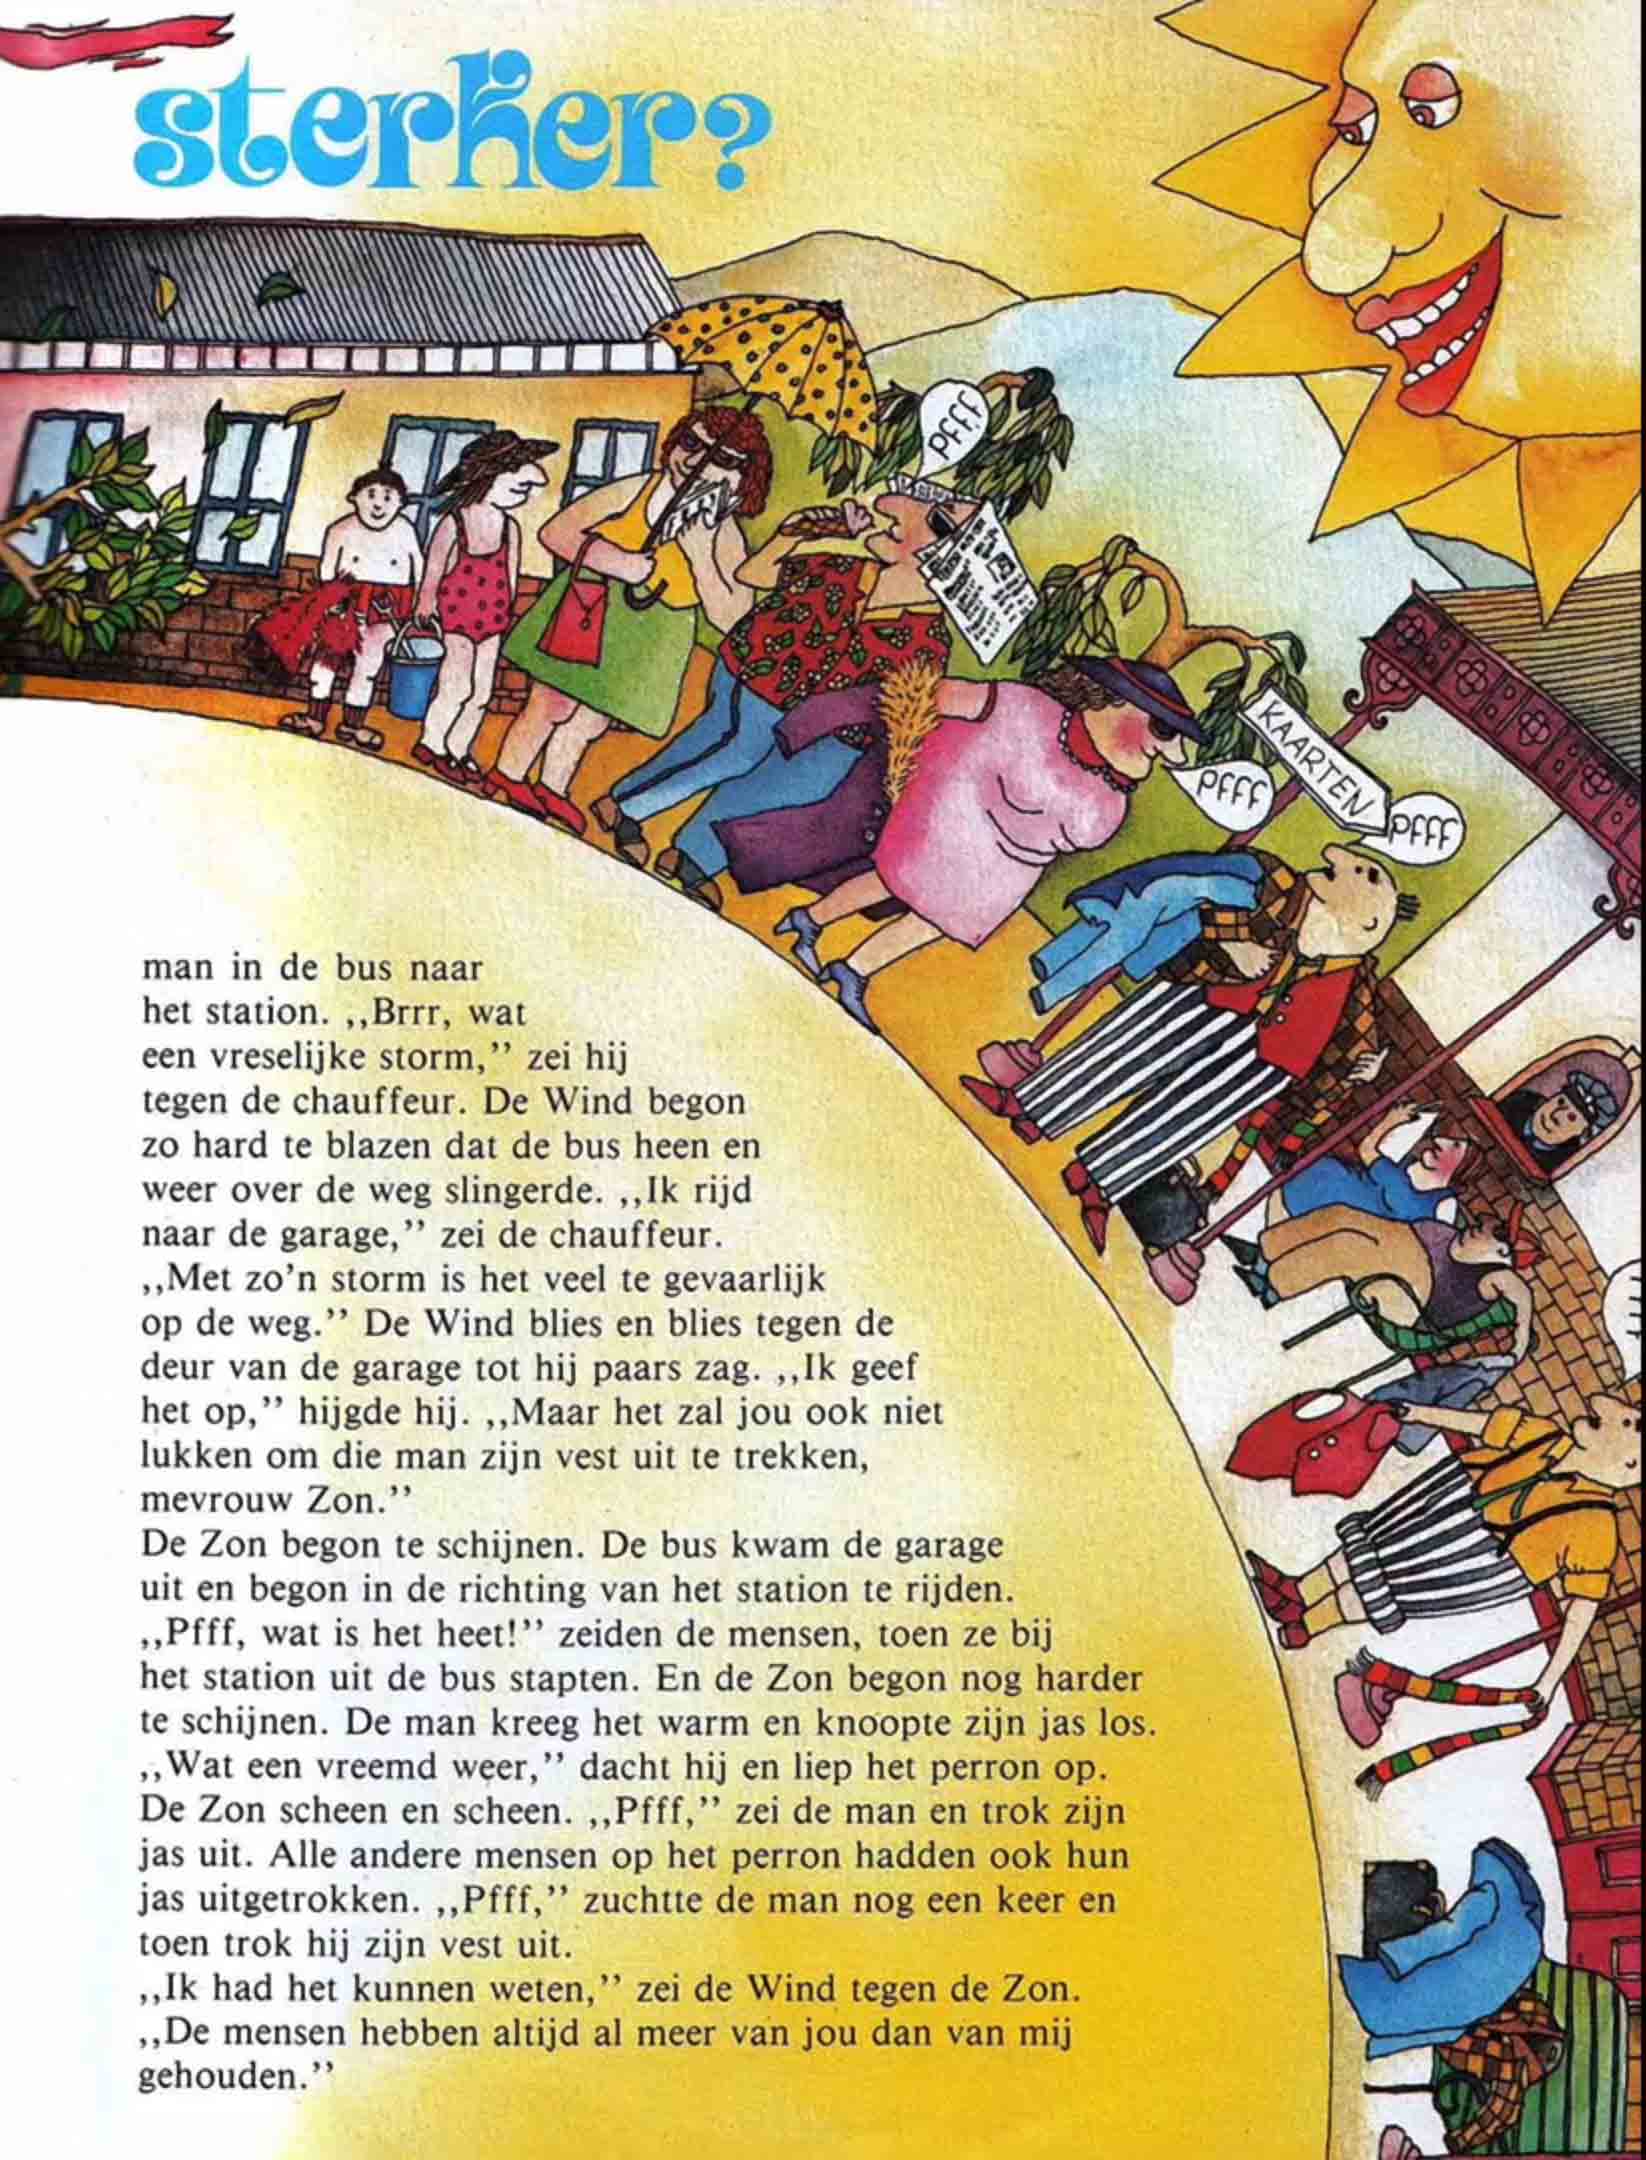 sterker?
pff
pfff
KAARTEN
pfff
man in de bus naar
het station. ,,Brrr, wat
een vreselijke storm,” zei hij
tegen de chauffeur. De Wind begon
zo hard te blazen dat de bus heen en
weer over de weg slingerde. ,,Ik rijd
naar de garage,” zei de chauffeur.
,,Met zo’n storm is het veel te gevaarlijk
op de weg.” De Wind blies en blies tegen de
deur van de garage tot hij paars zag. ,,Ik geef
het op,” hijgde hij. ,,Maar het zal jou ook niet
lukken om die man zijn vest uit te trekken,
mevrouw Zon.”
De Zon begon te schijnen. De bus kwam de garage
uit en begon in de richting van het station te rijden.
,,Pfff, wat is het heet!” zeiden de mensen, toen ze bij
het station uit de bus stapten. En de Zon begon nog harder
te schijnen. De man kreeg het warm en knoopte zijn jas los.
,,Wat een vreemd weer,” dacht hij en liep het perron op.
De Zon scheen en scheen. ,,Pfff,” zei de man en trok zijn
jas uit. Alle andere mensen op het perron hadden ook hun
jas uitgetrokken. ,,Pfff,” zuchtte de man nog een keer en
toen trok hij zijn vest uit.
,,Ik had het kunnen weten,” zei de Wind tegen de Zon.
,,De mensen hebben altijd al meer van jou dan van mij
gehouden.”